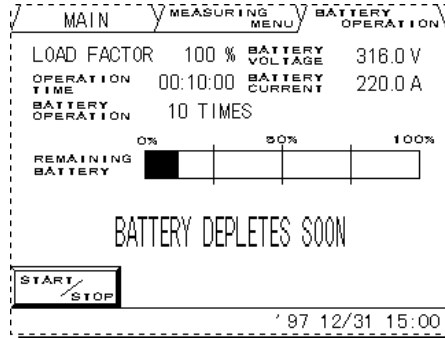 MAIN
MEASURING MENU
BATTERY OPERATION
LOAD FACTOR 100 % BATTERY VOLTAGE 316.0 V
OPERATION TIME 00:10:00 BATTERY CURRENT 220.0 A
BATTERY OPERATION 10 TIMES
0% 50% 100%
REMAINING BATTERY
BATTERY DEPLETES SOON
START/STOP
'97 12/31 15:00